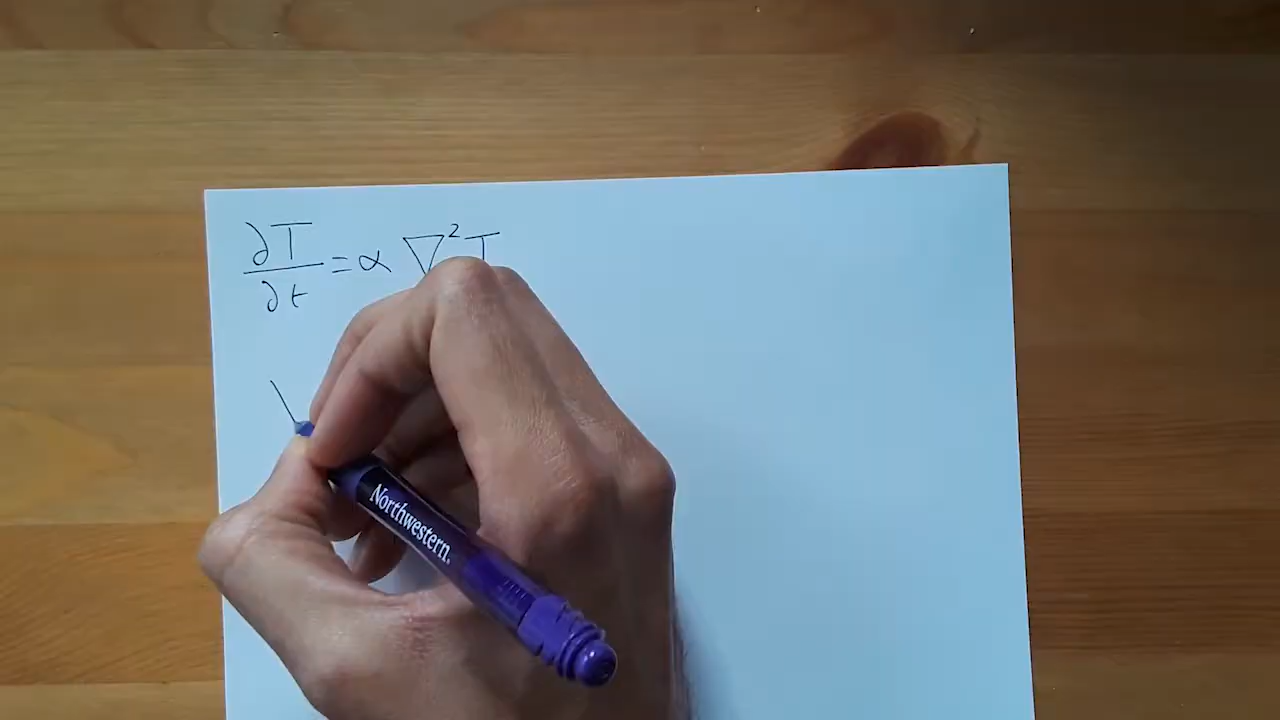 ∂T/∂t = α ∇²T
Northwestern.